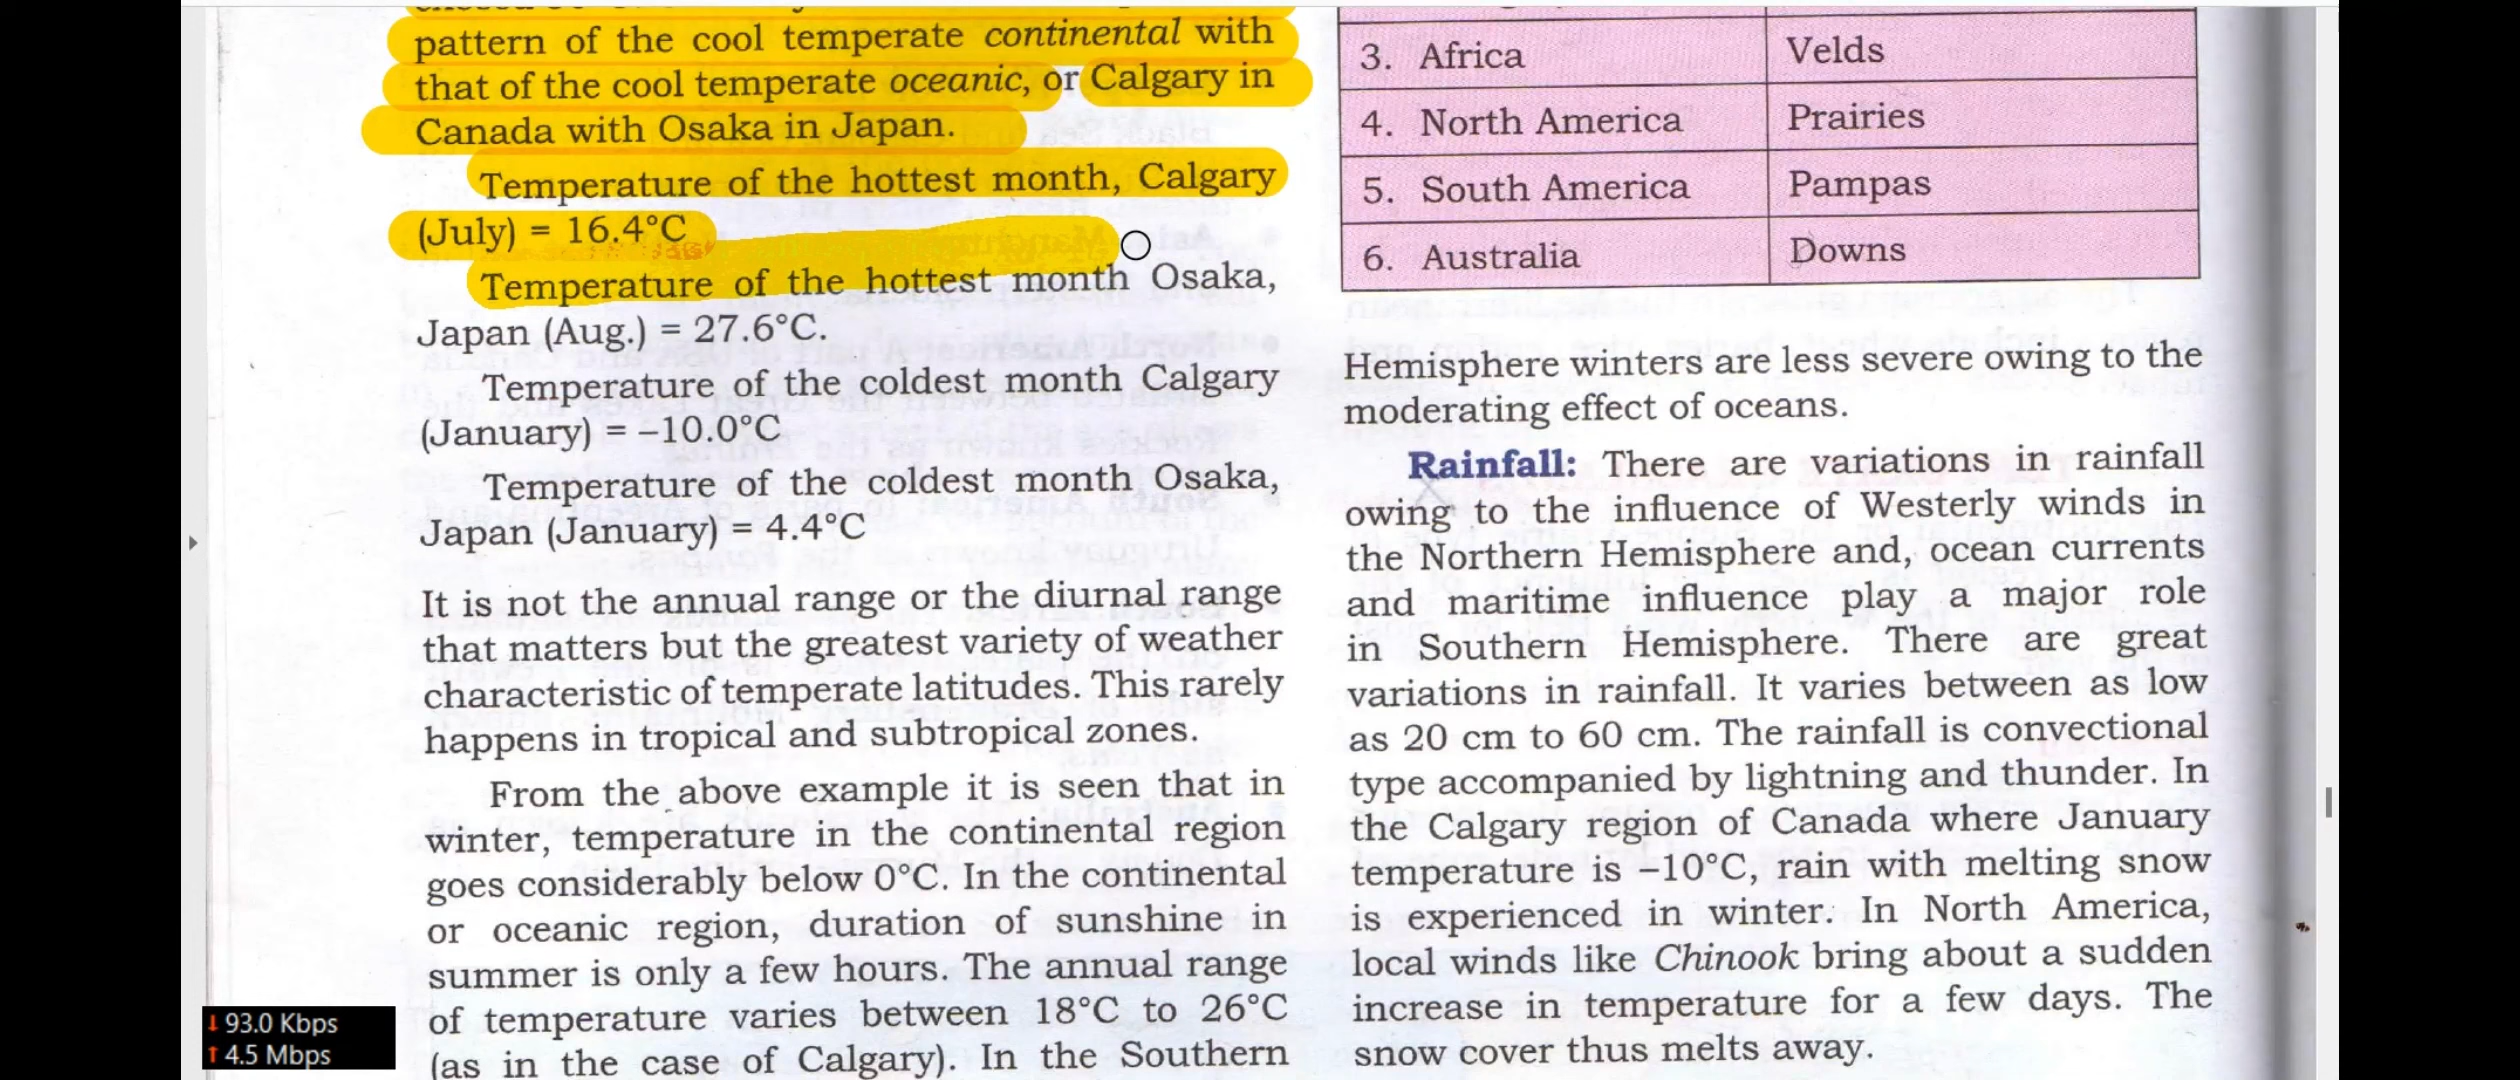 pattern of the cool temperate continental with
that of the cool temperate oceanic, or Calgary in
Canada with Osaka in Japan.
Temperature of the hottest month, Calgary
(July) = 16.4°C
Temperature of the hottest month Osaka,
Japan (Aug.) = 27.6°C.
Temperature of the coldest month Calgary
(January) = −10.0°C
Temperature of the coldest month Osaka,
Japan (January) = 4.4°C
It is not the annual range or the diurnal range
that matters but the greatest variety of weather
characteristic of temperate latitudes. This rarely
happens in tropical and subtropical zones.
From the above example it is seen that in
winter, temperature in the continental region
goes considerably below 0°C. In the continental
or oceanic region, duration of sunshine in
summer is only a few hours. The annual range
of temperature varies between 18°C to 26°C
(as in the case of Calgary). In the Southern
3. Africa Velds
4. North America Prairies
5. South America Pampas
6. Australia Downs
Hemisphere winters are less severe owing to the
moderating effect of oceans.
Rainfall: There are variations in rainfall
owing to the influence of Westerly winds in
the Northern Hemisphere and, ocean currents
and maritime influence play a major role
in Southern Hemisphere. There are great
variations in rainfall. It varies between as low
as 20 cm to 60 cm. The rainfall is convectional
type accompanied by lightning and thunder. In
the Calgary region of Canada where January
temperature is −10°C, rain with melting snow
is experienced in winter. In North America,
local winds like Chinook bring about a sudden
increase in temperature for a few days. The
snow cover thus melts away.
↓ 93.0 Kbps
↑ 4.5 Mbps